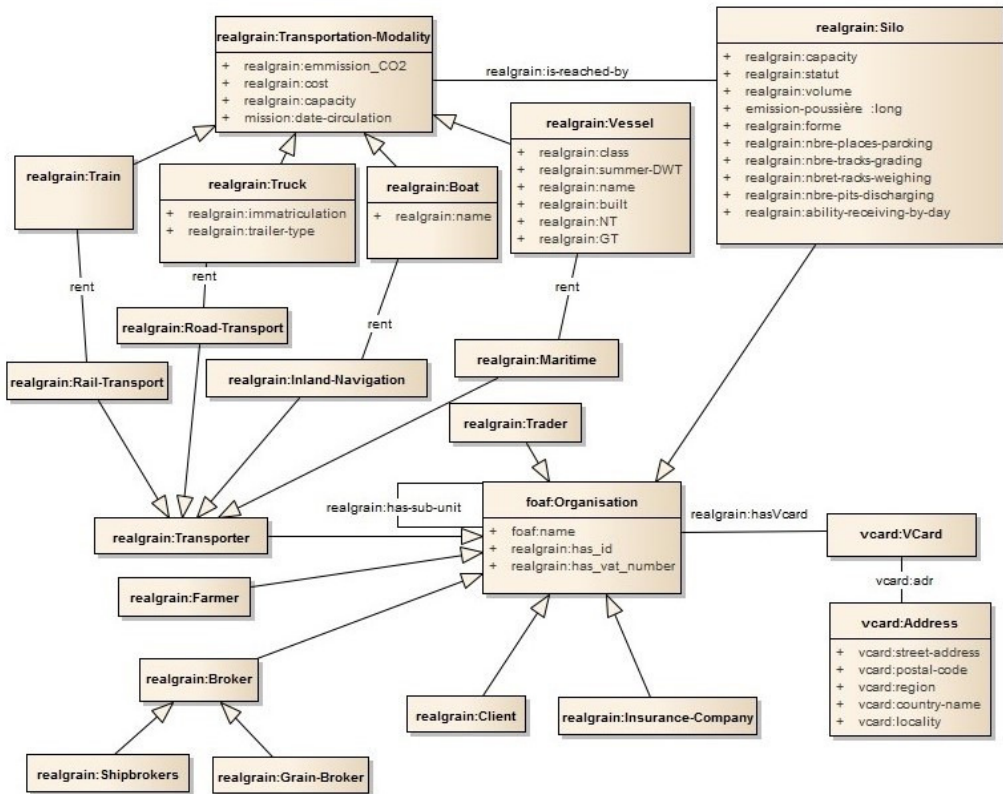 realgrain:Transportation-Modality
+ realgrain:emmission_CO2
+ realgrain:cost
+ realgrain:capacity
+ mission:date-circulation
realgrain:is-reached-by
realgrain:Silo
+ realgrain:capacity
+ realgrain:statut
+ realgrain:volume
+ emission-poussière :long
+ realgrain:forme
+ realgrain:nbre-places-parcking
+ realgrain:nbre-tracks-grading
+ realgrain:nbret-racks-weighing
+ realgrain:nbre-pits-discharging
+ realgrain:ability-receiving-by-day
realgrain:Vessel
+ realgrain:class
+ realgrain:summer-DWT
+ realgrain:name
+ realgrain:built
+ realgrain:NT
+ realgrain:GT
realgrain:Train
realgrain:Truck
+ realgrain:immatriculation
+ realgrain:trailer-type
realgrain:Boat
+ realgrain:name
rent
rent
rent
rent
realgrain:Road-Transport
realgrain:Maritime
realgrain:Rail-Transport
realgrain:Inland-Navigation
realgrain:Trader
realgrain:has-sub-unit
foaf:Organisation
+ foaf:name
+ realgrain:has_id
+ realgrain:has_vat_number
realgrain:hasVcard
vcard:VCard
realgrain:Transporter
vcard:adr
realgrain:Farmer
vcard:Address
+ vcard:street-address
+ vcard:postal-code
+ vcard:region
+ vcard:country-name
+ vcard:locality
realgrain:Broker
realgrain:Client
realgrain:Insurance-Company
realgrain:Shipbrokers
realgrain:Grain-Broker